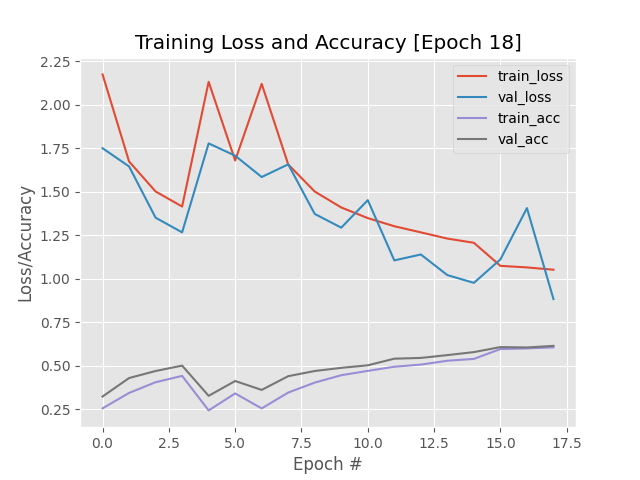 Training Loss and Accuracy [Epoch 18]
train_loss
val_loss
train_acc
val_acc
2.25
2.00
1.75
1.50
1.25
1.00
0.75
0.50
0.25
Loss/Accuracy
0.0 2.5 5.0 7.5 10.0 12.5 15.0 17.5
Epoch #